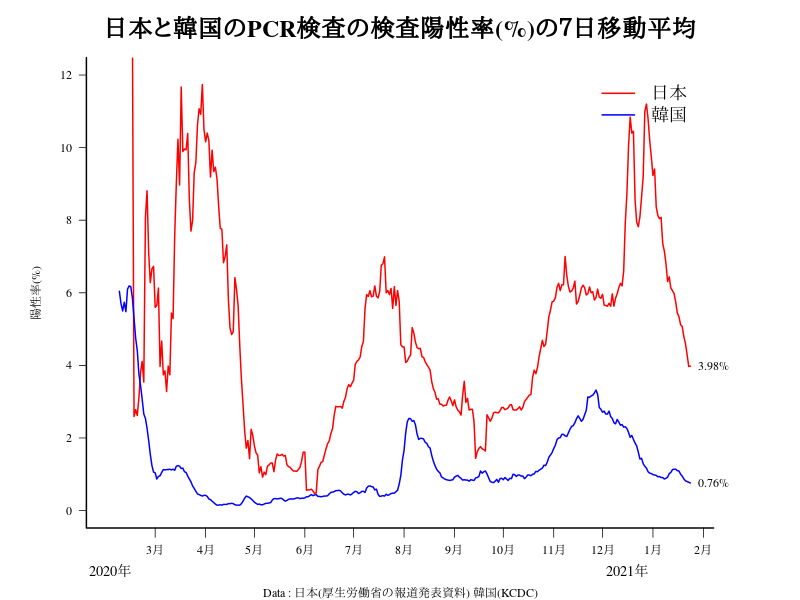 日本と韓国のPCR検査の検査陽性率(%)の7日移動平均
日本
韓国
陽性率(%)
12
10
8
6
4
2
0
3.98%
0.76%
3月 4月 5月 6月 7月 8月 9月 10月 11月 12月 1月 2月
2020年 2021年
Data : 日本(厚生労働省の報道発表資料) 韓国(KCDC)